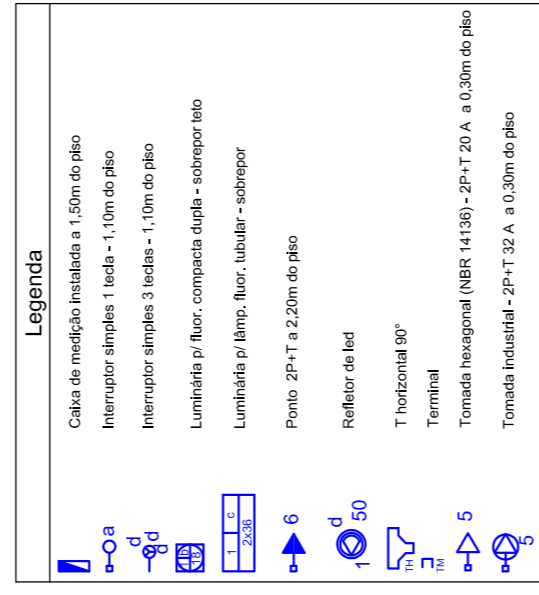 Legenda
Caixa de medição instalada a 1,50m do piso
a
Interruptor simples 1 tecla - 1,10m do piso
d
d
d
Interruptor simples 3 teclas - 1,10m do piso
1 b
18
Luminária p/ fluor. compacta dupla - sobrepor teto
1 c
2x36
Luminária p/ lâmp. fluor. tubular - sobrepor
6
Ponto 2P+T a 2,20m do piso
d
1 50
Refletor de led
TH
T horizontal 90°
TM
Terminal
5
Tomada hexagonal (NBR 14136) - 2P+T 20 A a 0,30m do piso
5
Tomada industrial - 2P+T 32 A a 0,30m do piso